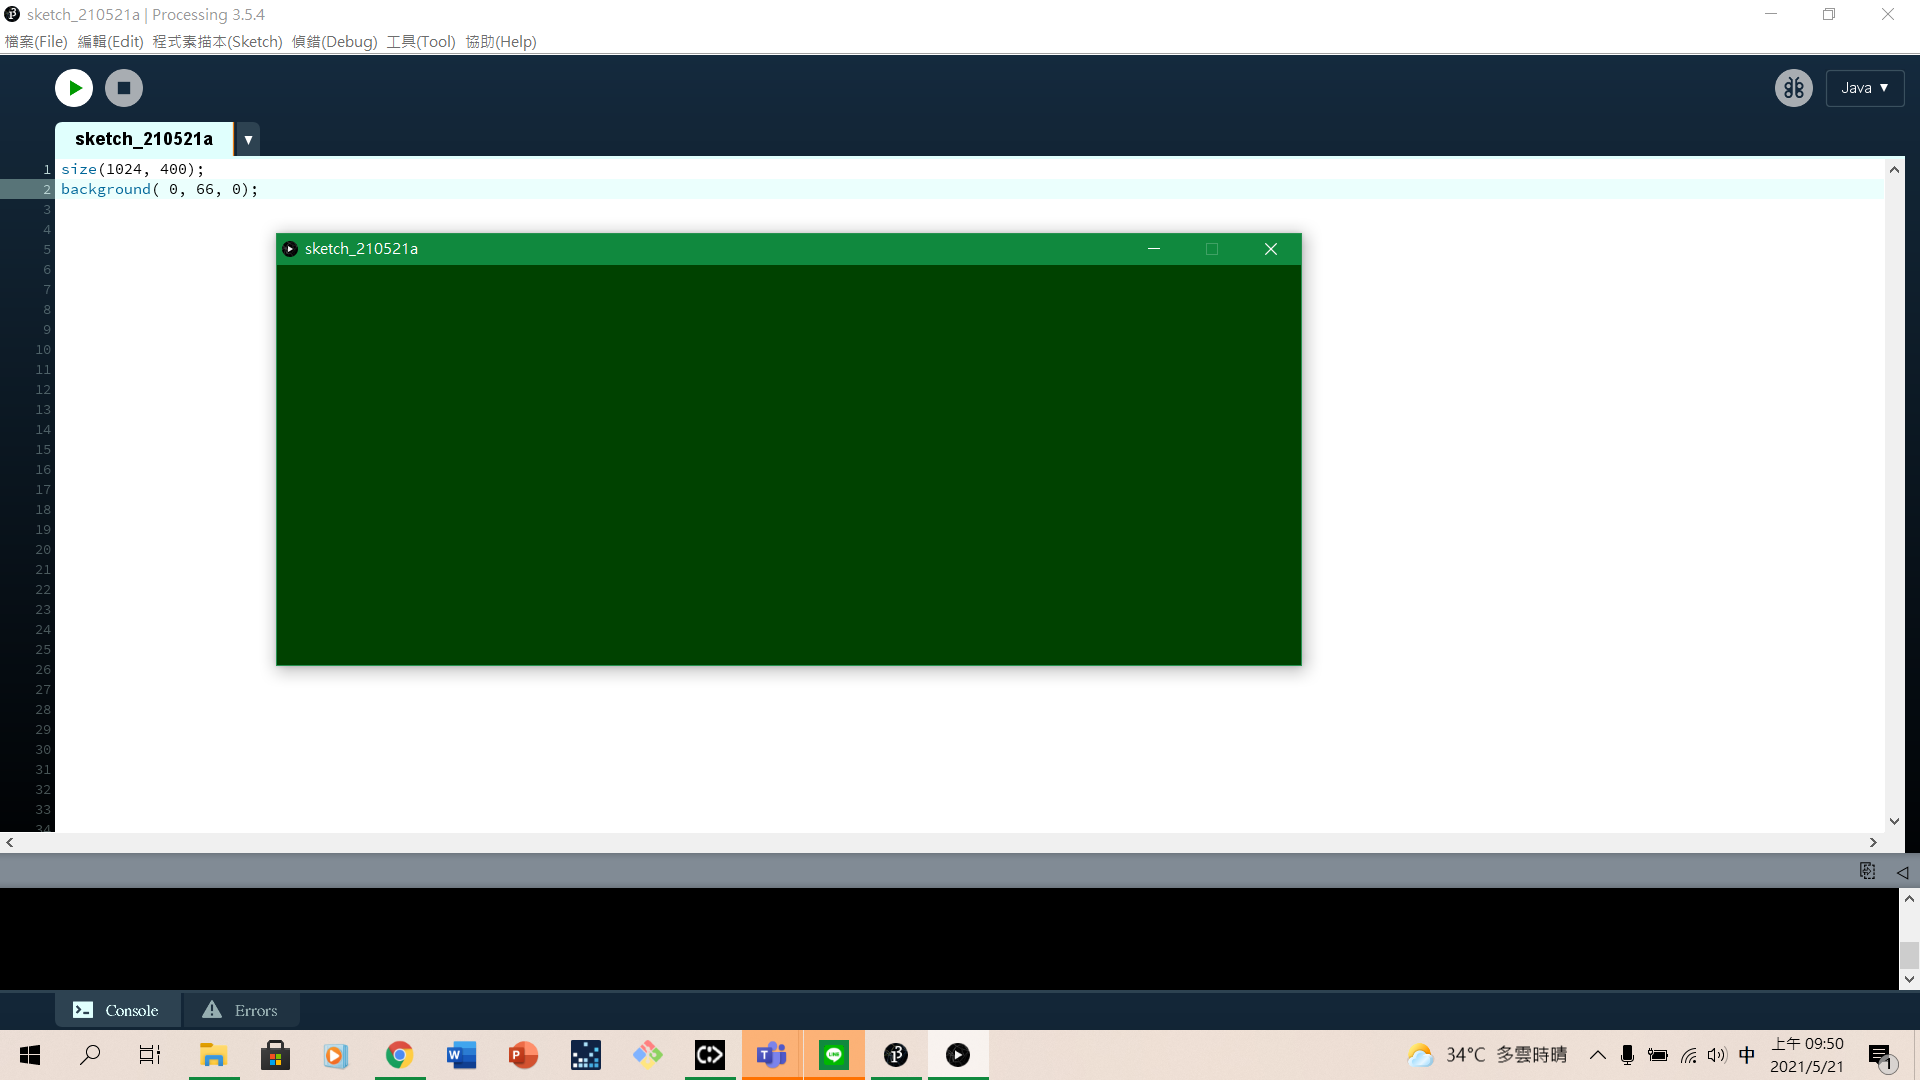 sketch_210521a | Processing 3.5.4
檔案(File) 編輯(Edit) 程式素描本(Sketch) 偵錯(Debug) 工具(Tool) 協助(Help)
Java ▼
sketch_210521a ▼
1 size(1024, 400);
2 background( 0, 66, 0);
3
4
sketch_210521a
5
6
7
8
9
10
11
12
13
14
15
16
17
18
19
20
21
22
23
24
25
26
27
28
29
30
31
32
33
34
Console
Errors
34°C 多雲時晴
中
上午 09:50
2021/5/21
1